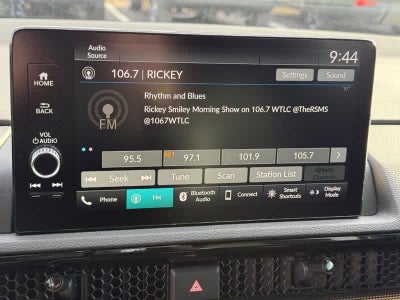 Audio
Source
9:44
HOME
106.7 | RICKEY
Settings
Sound
BACK
Rhythm and Blues
Rickey Smiley Morning Show on 106.7 WTLC @TheRSMS
@1067WTLC
FM
VOL
AUDIO
95.5
97.1
101.9
105.7
Seek
Tune
Scan
Station List
Channels
Phone
FM
Bluetooth
Audio
Connect
Smart
Shortcuts
Display
Mode